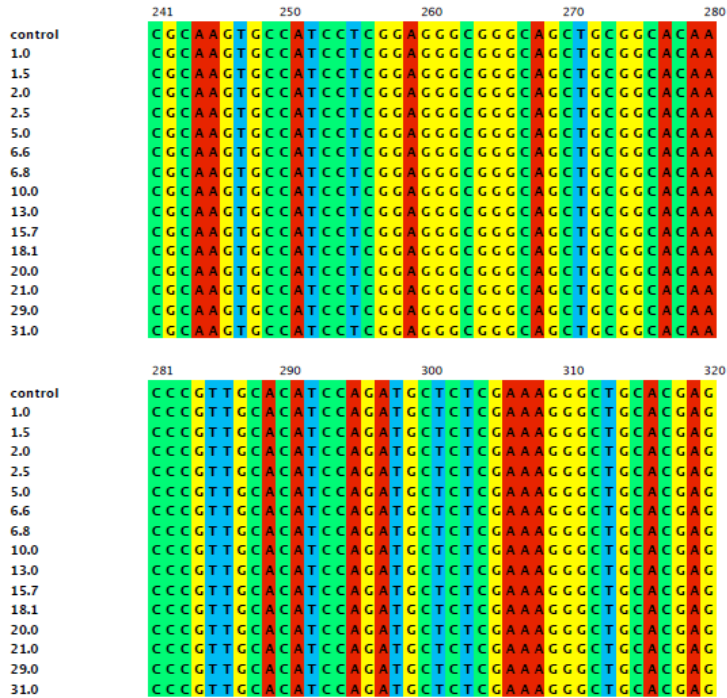 241 250 260 270 280
control CGCAAGTGCCATCCTCGGAGGGCGGGCAGCTGCGGCACAA
1.0 CGCAAGTGCCATCCTCGGAGGGCGGGCAGCTGCGGCACAA
1.5 CGCAAGTGCCATCCTCGGAGGGCGGGCAGCTGCGGCACAA
2.0 CGCAAGTGCCATCCTCGGAGGGCGGGCAGCTGCGGCACAA
2.5 CGCAAGTGCCATCCTCGGAGGGCGGGCAGCTGCGGCACAA
5.0 CGCAAGTGCCATCCTCGGAGGGCGGGCAGCTGCGGCACAA
6.6 CGCAAGTGCCATCCTCGGAGGGCGGGCAGCTGCGGCACAA
6.8 CGCAAGTGCCATCCTCGGAGGGCGGGCAGCTGCGGCACAA
10.0 CGCAAGTGCCATCCTCGGAGGGCGGGCAGCTGCGGCACAA
13.0 CGCAAGTGCCATCCTCGGAGGGCGGGCAGCTGCGGCACAA
15.7 CGCAAGTGCCATCCTCGGAGGGCGGGCAGCTGCGGCACAA
18.1 CGCAAGTGCCATCCTCGGAGGGCGGGCAGCTGCGGCACAA
20.0 CGCAAGTGCCATCCTCGGAGGGCGGGCAGCTGCGGCACAA
21.0 CGCAAGTGCCATCCTCGGAGGGCGGGCAGCTGCGGCACAA
29.0 CGCAAGTGCCATCCTCGGAGGGCGGGCAGCTGCGGCACAA
31.0 CGCAAGTGCCATCCTCGGAGGGCGGGCAGCTGCGGCACAA
281 290 300 310 320
control CCCGTTGCACATCCAGATGCTCTCGAAAGGGCTGCACGAG
1.0 CCCGTTGCACATCCAGATGCTCTCGAAAGGGCTGCACGAG
1.5 CCCGTTGCACATCCAGATGCTCTCGAAAGGGCTGCACGAG
2.0 CCCGTTGCACATCCAGATGCTCTCGAAAGGGCTGCACGAG
2.5 CCCGTTGCACATCCAGATGCTCTCGAAAGGGCTGCACGAG
5.0 CCCGTTGCACATCCAGATGCTCTCGAAAGGGCTGCACGAG
6.6 CCCGTTGCACATCCAGATGCTCTCGAAAGGGCTGCACGAG
6.8 CCCGTTGCACATCCAGATGCTCTCGAAAGGGCTGCACGAG
10.0 CCCGTTGCACATCCAGATGCTCTCGAAAGGGCTGCACGAG
13.0 CCCGTTGCACATCCAGATGCTCTCGAAAGGGCTGCACGAG
15.7 CCCGTTGCACATCCAGATGCTCTCGAAAGGGCTGCACGAG
18.1 CCCGTTGCACATCCAGATGCTCTCGAAAGGGCTGCACGAG
20.0 CCCGTTGCACATCCAGATGCTCTCGAAAGGGCTGCACGAG
21.0 CCCGTTGCACATCCAGATGCTCTCGAAAGGGCTGCACGAG
29.0 CCCGTTGCACATCCAGATGCTCTCGAAAGGGCTGCACGAG
31.0 CCCGTTGCACATCCAGATGCTCTCGAAAGGGCTGCACGAG